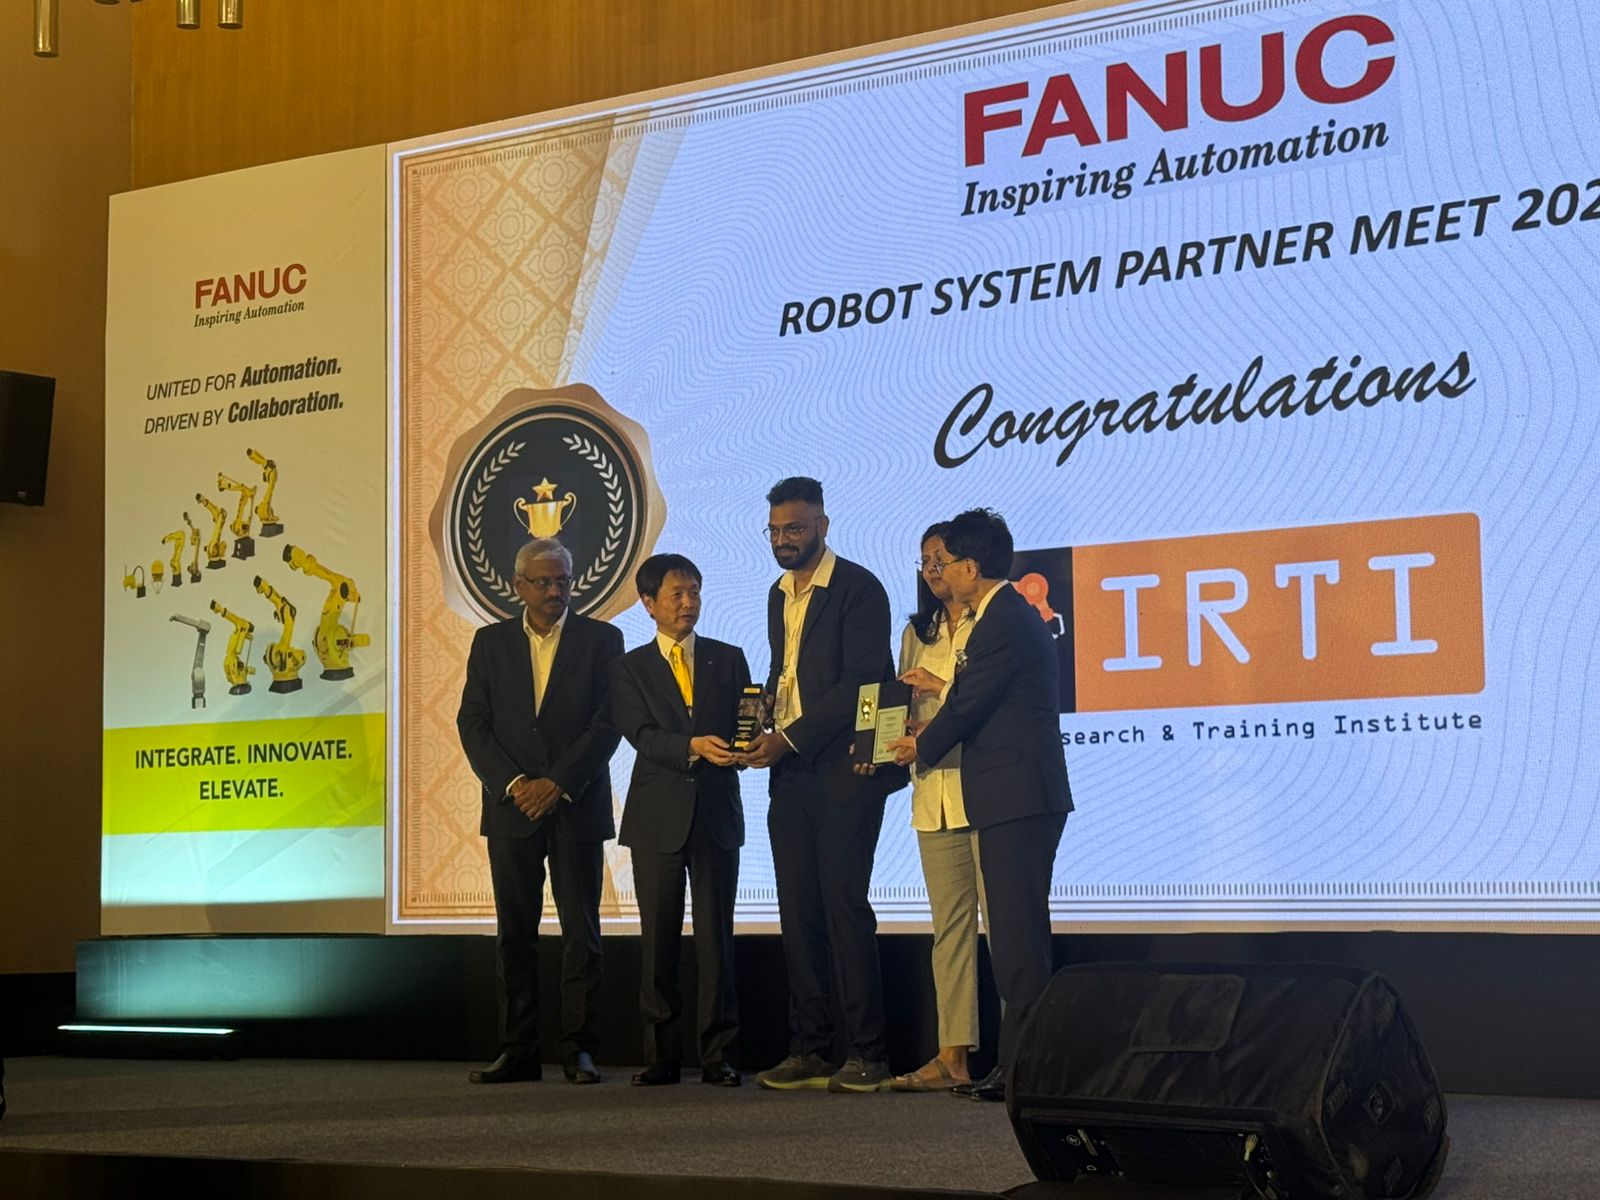 FANUC
Inspiring Automation
UNITED FOR Automation.
DRIVEN BY Collaboration.
INTEGRATE. INNOVATE.
ELEVATE.
FANUC
Inspiring Automation
ROBOT SYSTEM PARTNER MEET 202
Congratulations
IRTI
search & Training Institute